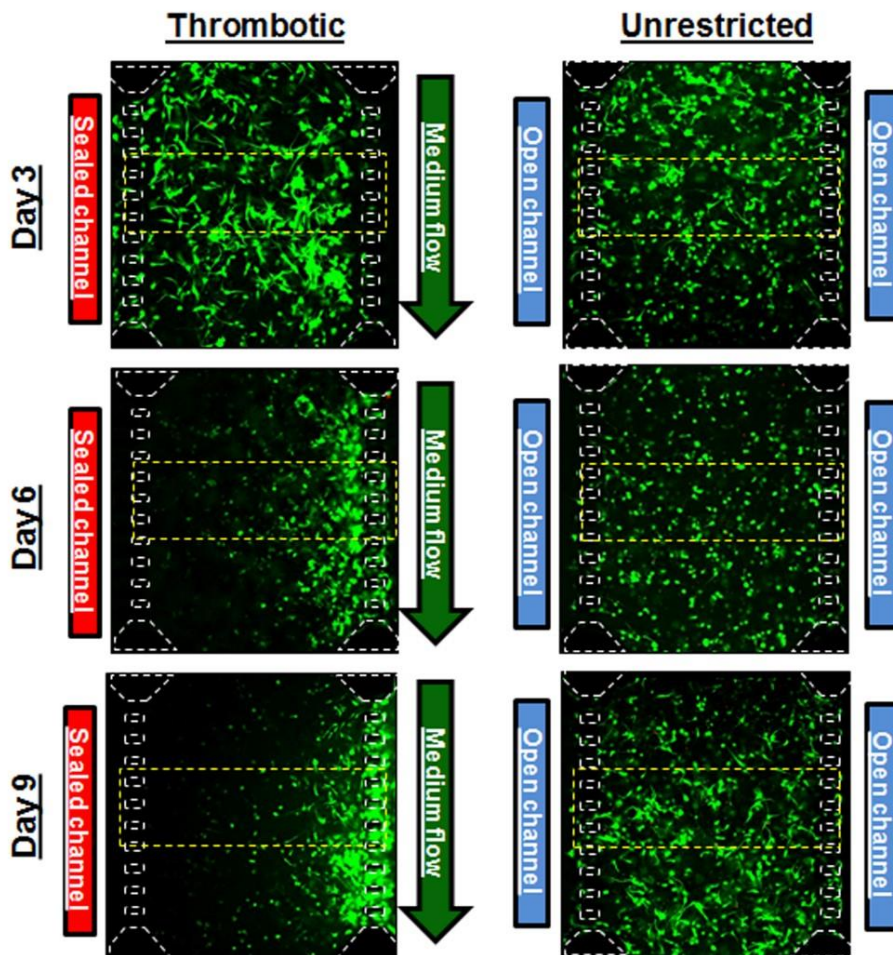 Thrombotic
Unrestricted
Day 3
Sealed channel
Medium flow
Open channel
Open channel
Day 6
Sealed channel
Medium flow
Open channel
Open channel
Day 9
Sealed channel
Medium flow
Open channel
Open channel